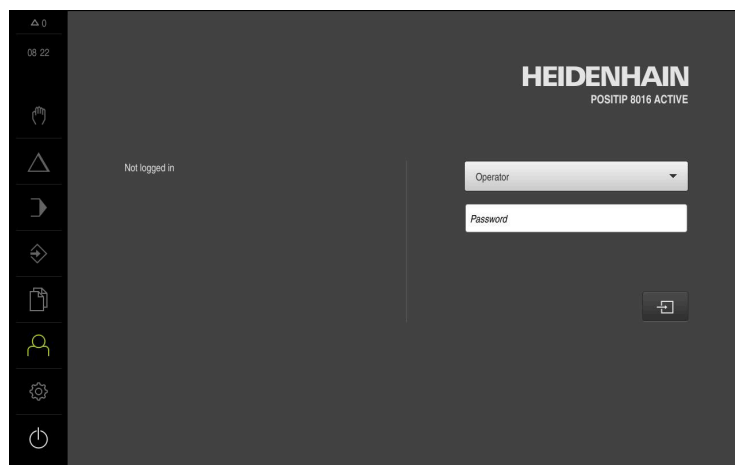 0
08 22
HEIDENHAIN
POSITIP 8016 ACTIVE
Not logged in
Operator
Password